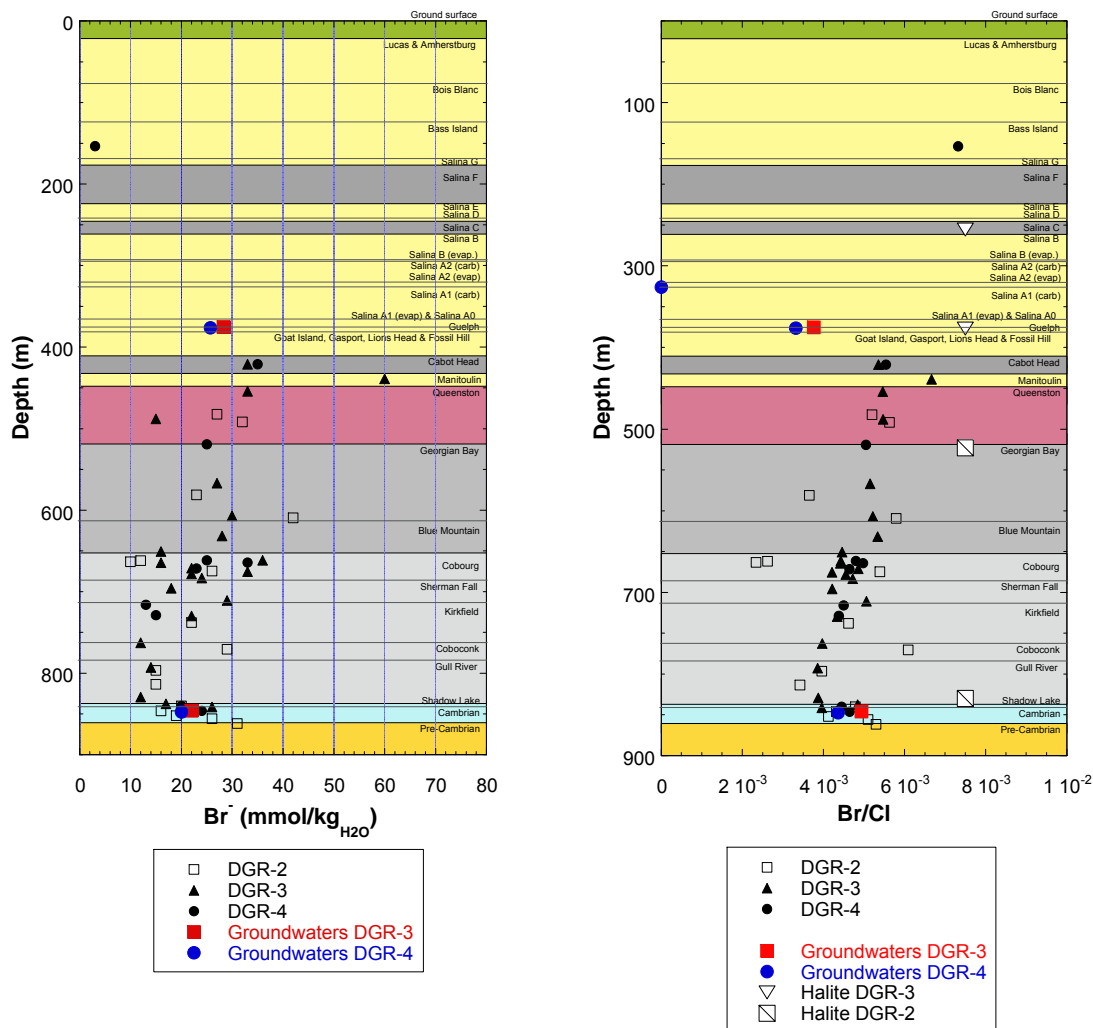 Ground surface
Lucas & Amherstburg
Bois Blanc
Bass Island
Salina G
Salina F
Salina E
Salina D
Salina C
Salina B
Salina B (evap.)
Salina A2 (carb)
Salina A2 (evap)
Salina A1 (carb)
Salina A1 (evap) & Salina A0
Guelph
Goat Island, Gasport, Lions Head & Fossil Hill
Cabot Head
Manitoulin
Queenston
Georgian Bay
Blue Mountain
Cobourg
Sherman Fall
Kirkfield
Coboconk
Gull River
Shadow Lake
Cambrian
Pre-Cambrian
0
200
400
600
800
Depth (m)
0 10 20 30 40 50 60 70 80
Br⁻ (mmol/kg H2O)
DGR-2
DGR-3
DGR-4
Groundwaters DGR-3
Groundwaters DGR-4
Ground surface
Lucas & Amherstburg
Bois Blanc
Bass Island
Salina G
Salina F
Salina E
Salina D
Salina C
Salina B
Salina B (evap.)
Salina A2 (carb)
Salina A2 (evap)
Salina A1 (carb)
Salina A1 (evap) & Salina A0
Guelph
Goat Island, Gasport, Lions Head & Fossil Hill
Cabot Head
Manitoulin
Queenston
Georgian Bay
Blue Mountain
Cobourg
Sherman Fall
Kirkfield
Coboconk
Gull River
Shadow Lake
Cambrian
Pre-Cambrian
100
300
500
700
900
Depth (m)
0 2 10⁻³ 4 10⁻³ 6 10⁻³ 8 10⁻³ 1 10⁻²
Br/Cl
DGR-2
DGR-3
DGR-4
Groundwaters DGR-3
Groundwaters DGR-4
Halite DGR-3
Halite DGR-2